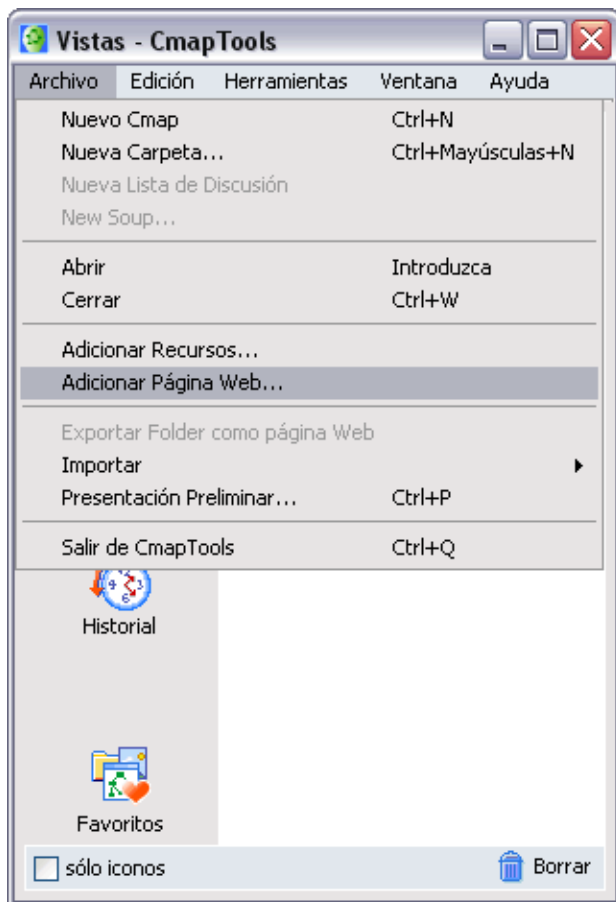 Vistas - CmapTools
Archivo Edición Herramientas Ventana Ayuda
Nuevo Cmap Ctrl+N
Nueva Carpeta... Ctrl+Mayúsculas+N
Nueva Lista de Discusión
New Soup...
Abrir Introduzca
Cerrar Ctrl+W
Adicionar Recursos...
Adicionar Página Web...
Exportar Folder como página Web
Importar
Presentación Preliminar... Ctrl+P
Salir de CmapTools Ctrl+Q
Historial
Favoritos
sólo iconos Borrar